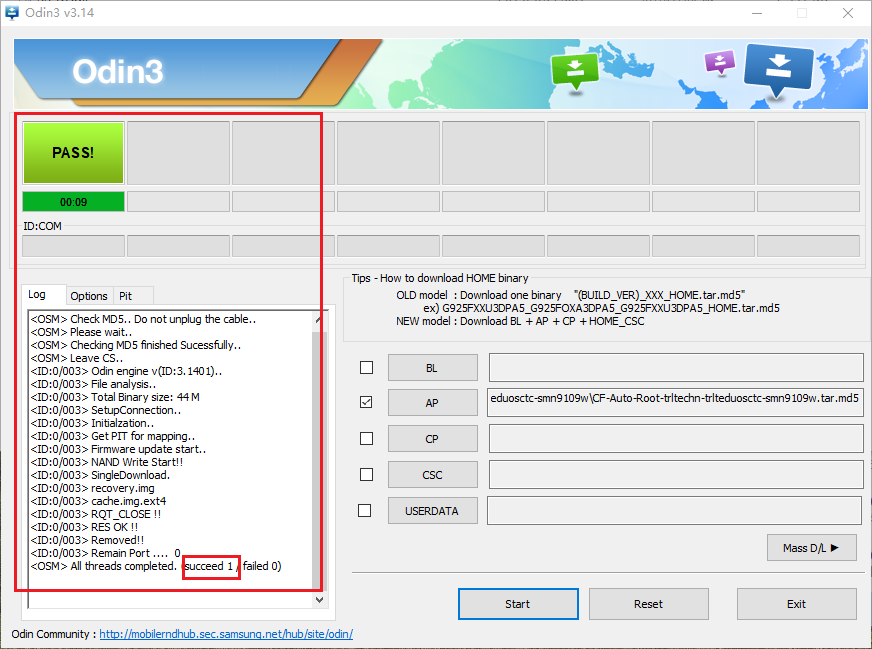 Odin3 v3.14
Odin3
PASS!
00:09
ID:COM
Log
Options
Pit
<OSM> Check MD5.. Do not unplug the cable..
<OSM> Please wait..
<OSM> Checking MD5 finished Sucessfully..
<OSM> Leave CS..
<ID:0/003> Odin engine v(ID:3.1401)..
<ID:0/003> File analysis..
<ID:0/003> Total Binary size: 44 M
<ID:0/003> SetupConnection..
<ID:0/003> Initialzation..
<ID:0/003> Get PIT for mapping..
<ID:0/003> Firmware update start..
<ID:0/003> NAND Write Start!!
<ID:0/003> SingleDownload.
<ID:0/003> recovery.img
<ID:0/003> cache.img.ext4
<ID:0/003> RQT_CLOSE !!
<ID:0/003> RES OK !!
<ID:0/003> Removed!!
<ID:0/003> Remain Port .... 0
<OSM> All threads completed. (succeed 1 / failed 0)
Tips - How to download HOME binary
OLD model : Download one binary "(BUILD_VER)_XXX_HOME.tar.md5"
ex) G925FXXU3DPA5_G925FOXA3DPA5_G925FXXU3DPA5_HOME.tar.md5
NEW model : Download BL + AP + CP + HOME_CSC
BL
AP
eduosctc-smn9109w\CF-Auto-Root-trltechn-trlteduosctc-smn9109w.tar.md5
CP
CSC
USERDATA
Mass D/L ►
Start
Reset
Exit
Odin Community : http://mobilerndhub.sec.samsung.net/hub/site/odin/